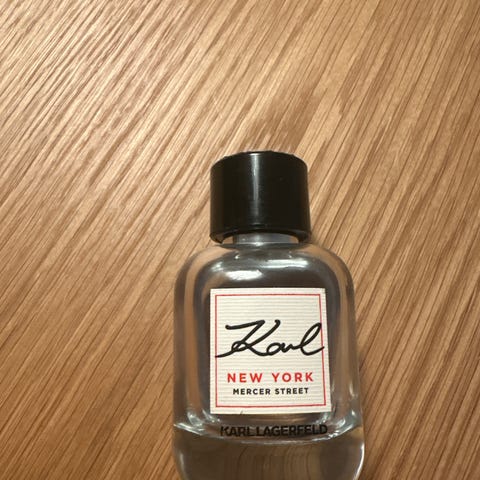 Karl
NEW YORK
MERCER STREET
KARL LAGERFELD